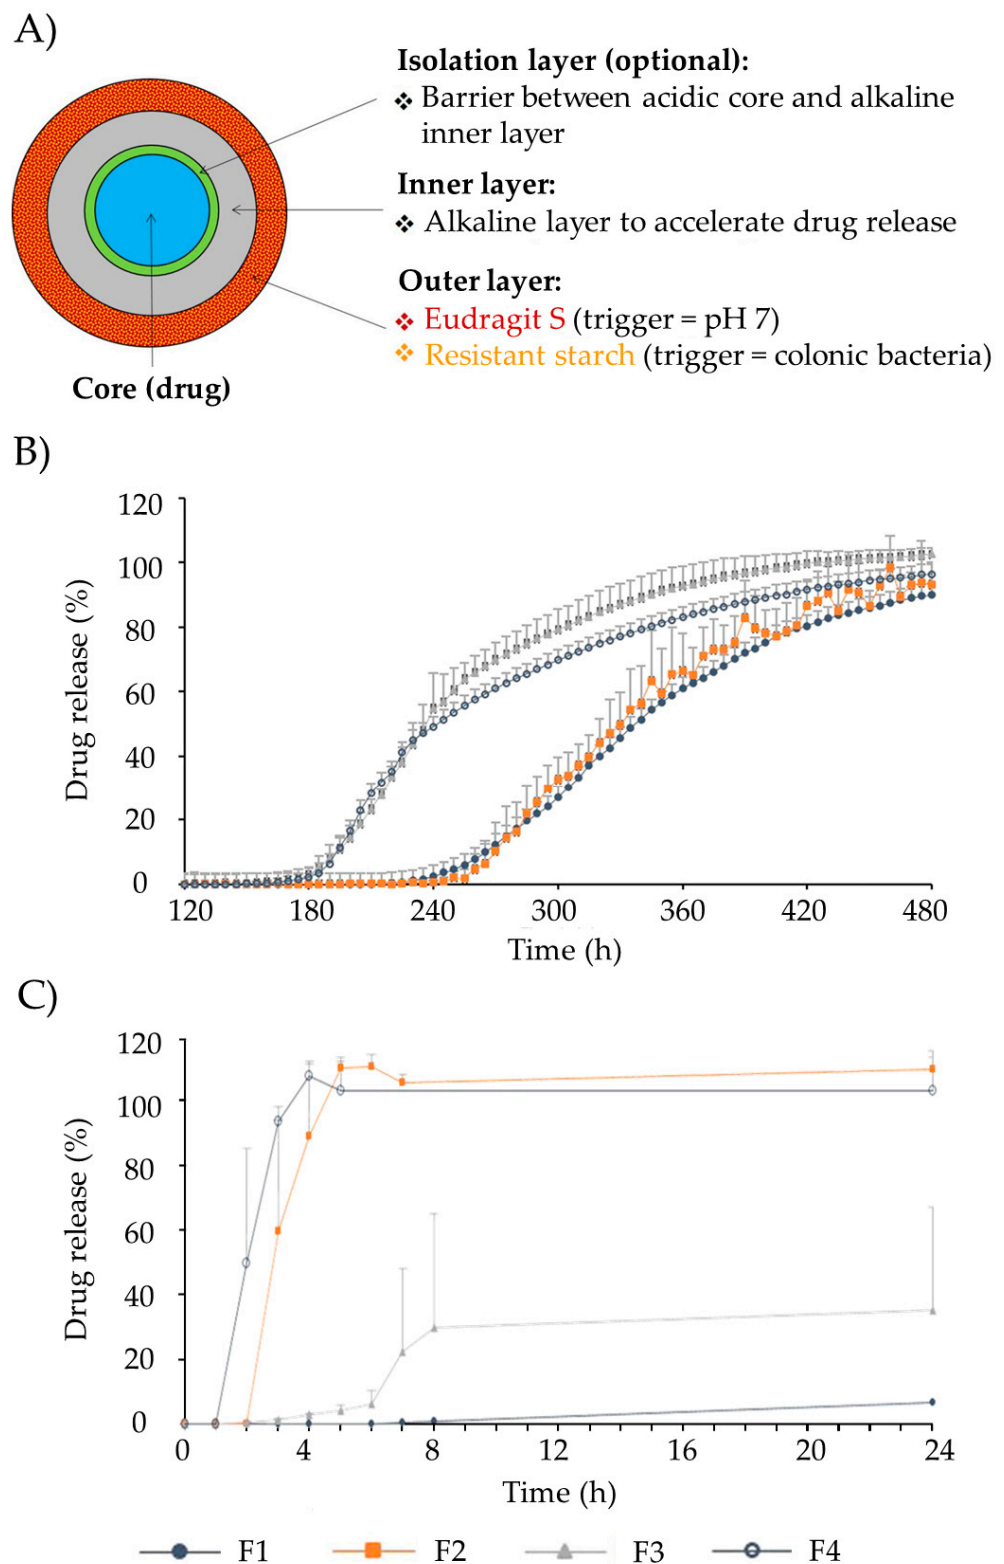 A)
Isolation layer (optional):
❖ Barrier between acidic core and alkaline
inner layer
Inner layer:
❖ Alkaline layer to accelerate drug release
Outer layer:
❖ Eudragit S (trigger = pH 7)
❖ Resistant starch (trigger = colonic bacteria)
Core (drug)
B)
Drug release (%)
120
100
80
60
40
20
0
120 180 240 300 360 420 480
Time (h)
C)
Drug release (%)
120
100
80
60
40
20
0
0 4 8 12 16 20 24
Time (h)
F1 F2 F3 F4